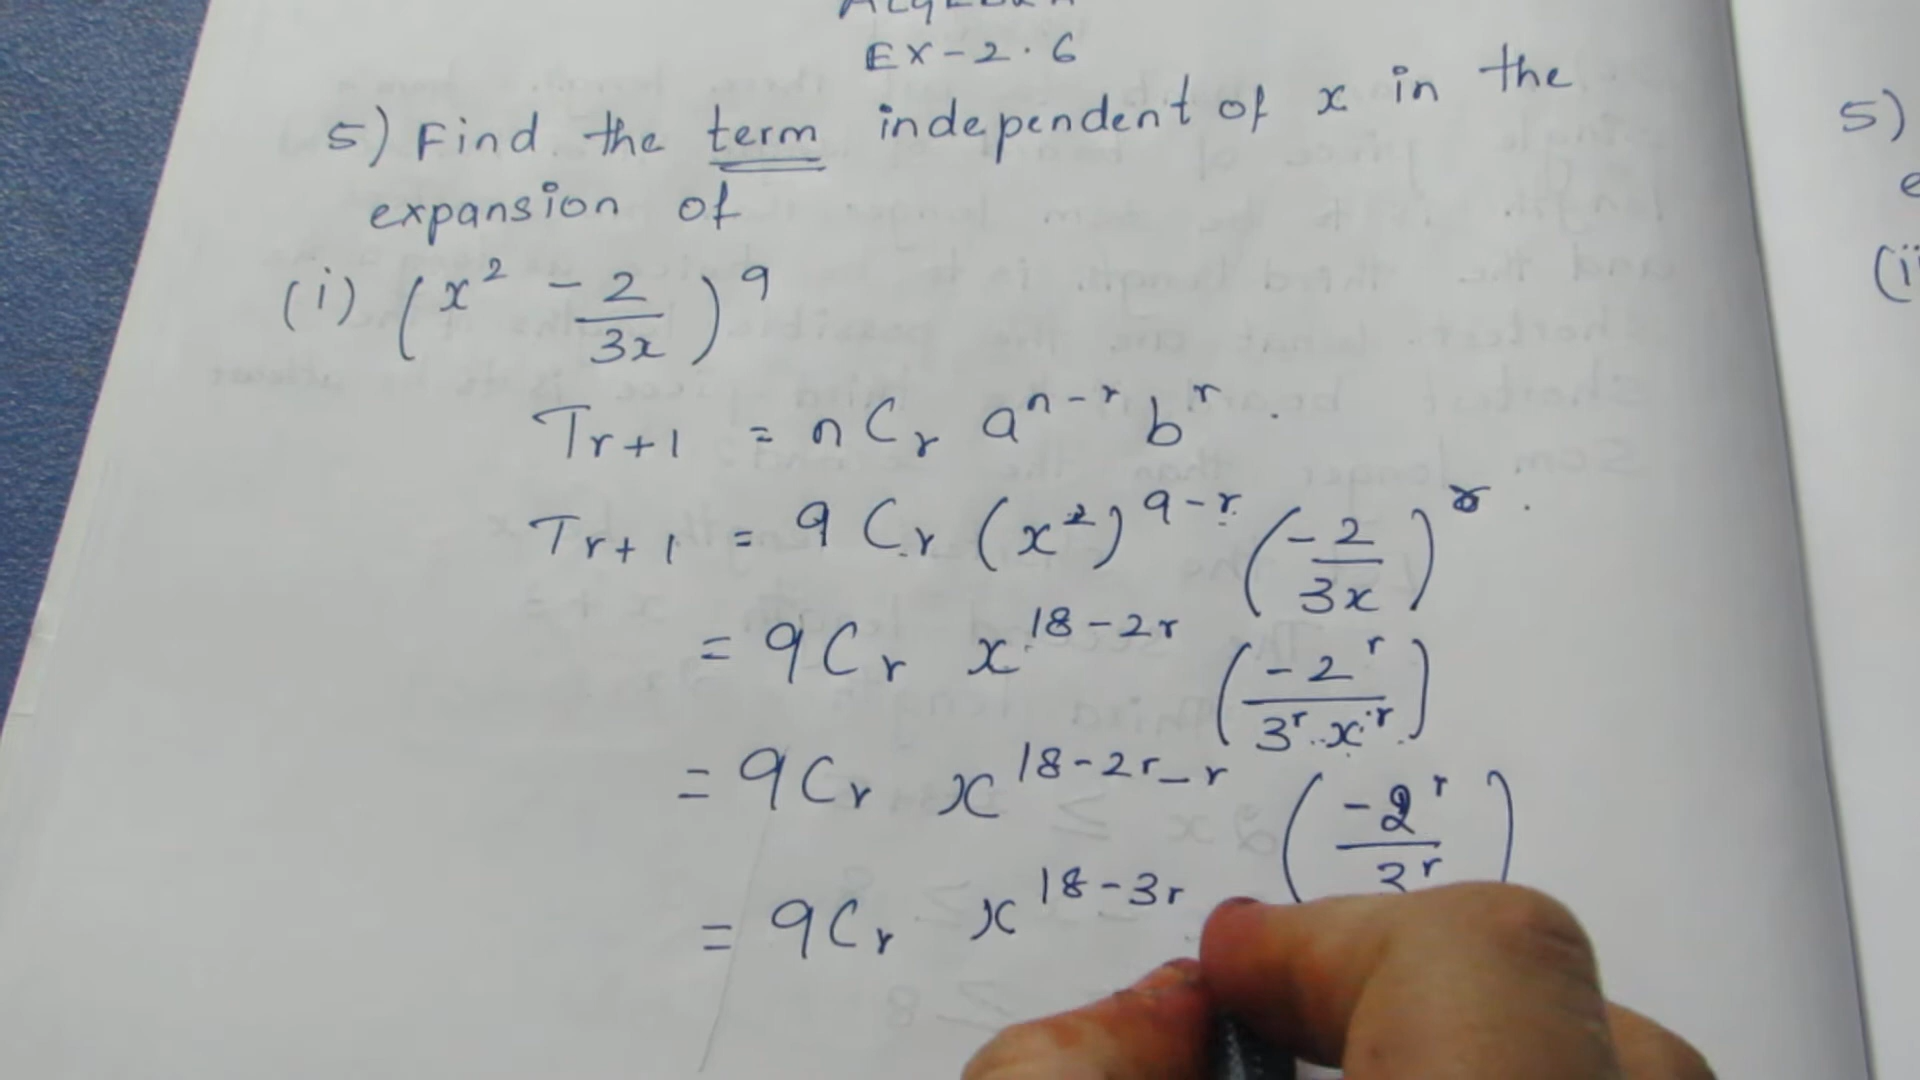 ALGEBRA
EX-2.6
5) Find the term independent of x in the
expansion of
(i) (x² - 2/3x)⁹
Tr+1 = nCr a^n-r b^r .
Tr+1 = 9Cr (x²)^9-r (-2/3x)^r .
= 9Cr x^18-2r (-2^r/3^r.x^r)
= 9Cr x^18-2r-r (-2^r/3^r)
= 9Cr x^18-3r
5)
e
(i